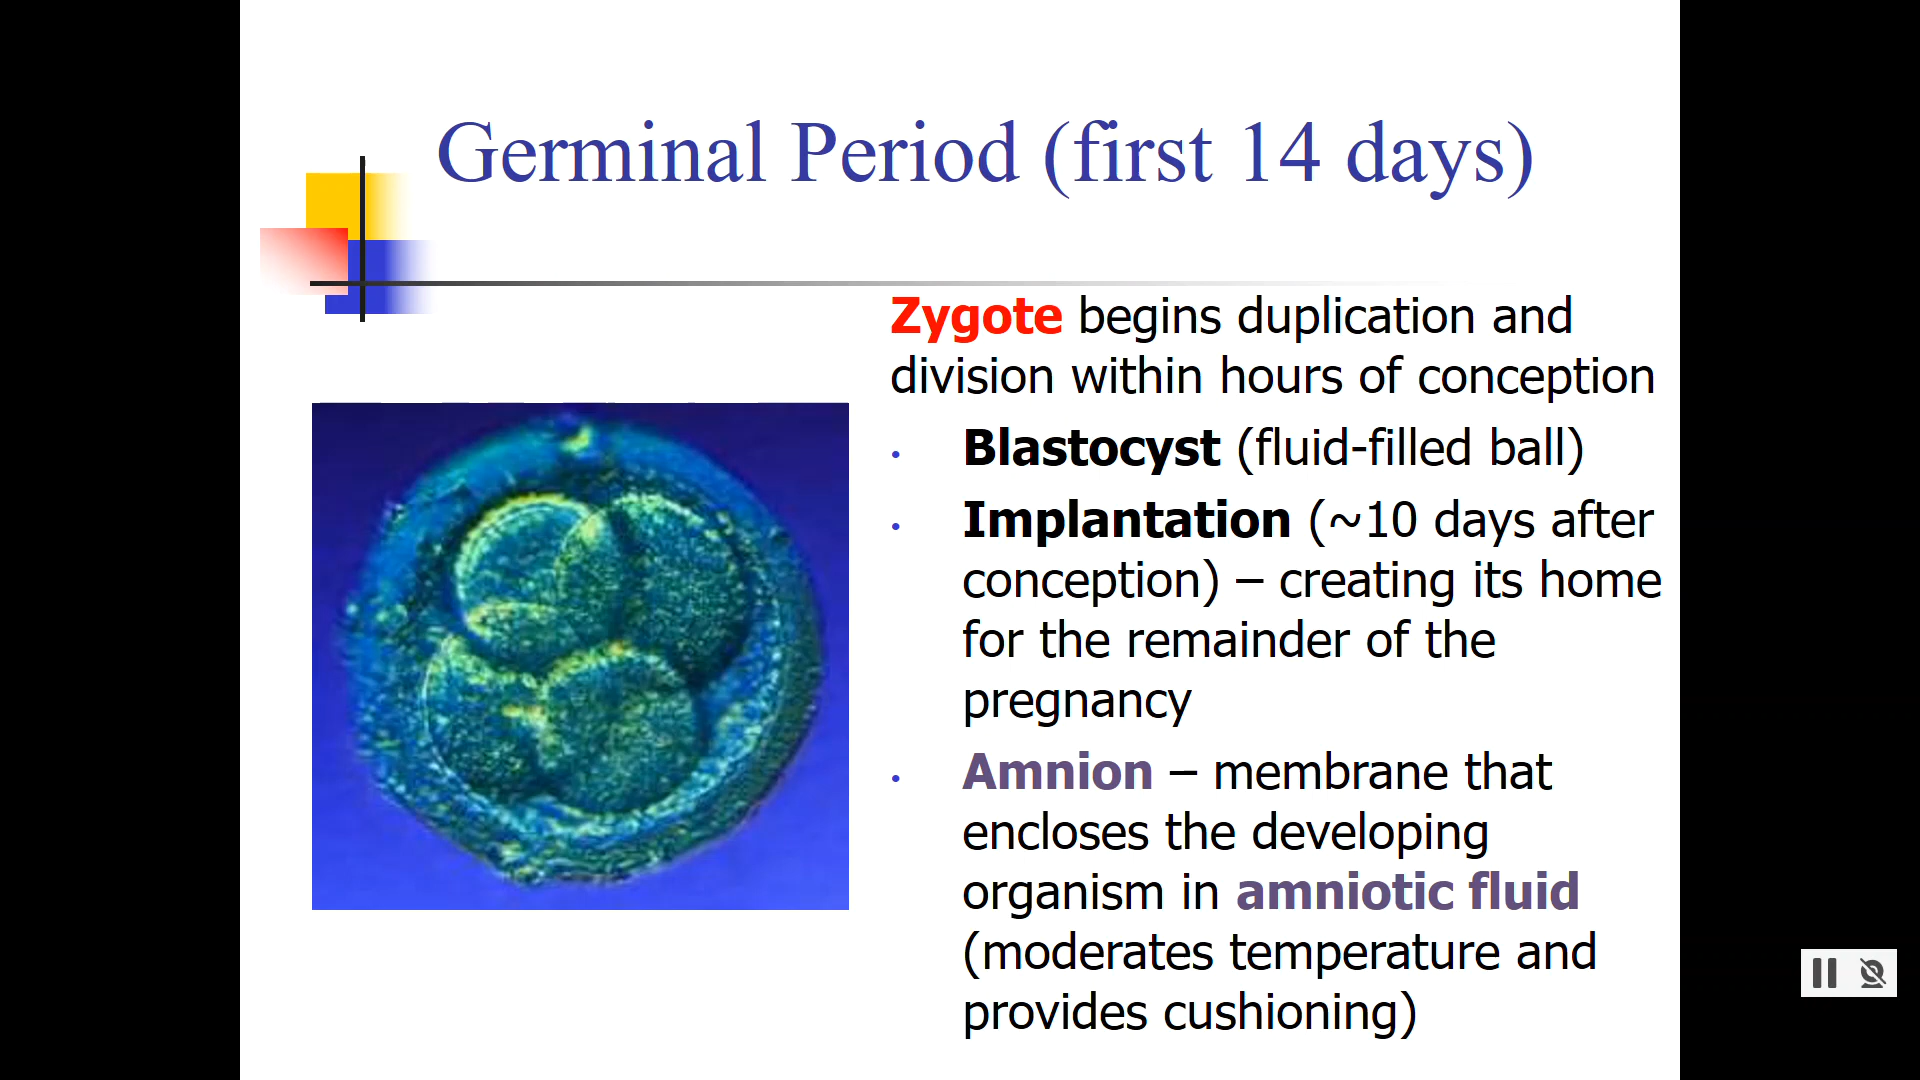 Germinal Period (first 14 days)
Zygote begins duplication and
division within hours of conception
• Blastocyst (fluid-filled ball)
• Implantation (~10 days after
conception) – creating its home
for the remainder of the
pregnancy
• Amnion – membrane that
encloses the developing
organism in amniotic fluid
(moderates temperature and
provides cushioning)